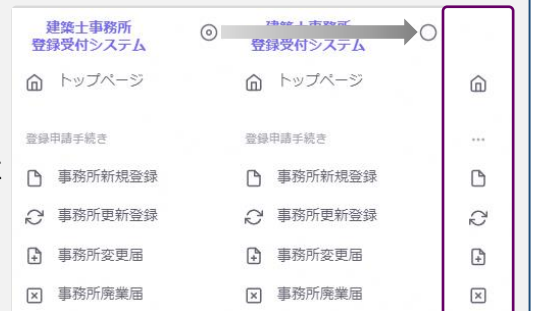 建築士事務所
登録受付システム
トップページ
登録申請手続き
事務所新規登録
事務所更新登録
事務所変更届
事務所廃業届
建築士事務所
登録受付システム
トップページ
登録申請手続き
事務所新規登録
事務所更新登録
事務所変更届
事務所廃業届
...